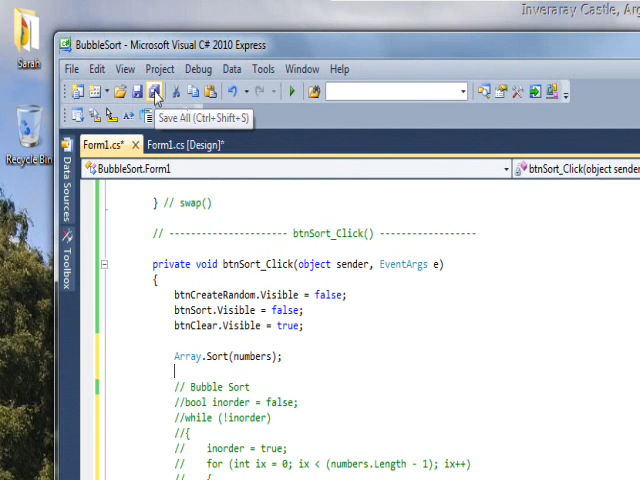 Inveraray Castle, Arg
Sarah
Recycle Bin
BubbleSort - Microsoft Visual C# 2010 Express
File Edit View Project Debug Data Tools Window Help
Save All (Ctrl+Shift+S)
Form1.cs* Form1.cs [Design]*
Data Sources
Toolbox
BubbleSort.Form1 btnSort_Click(object sender
} // swap()
// ---------------------- btnSort_Click() ------------------
private void btnSort_Click(object sender, EventArgs e)
{
btnCreateRandom.Visible = false;
btnSort.Visible = false;
btnClear.Visible = true;
Array.Sort(numbers);
// Bubble Sort
//bool inorder = false;
//while (!inorder)
//{
// inorder = true;
// for (int ix = 0; ix < (numbers.Length - 1); ix++)
// {